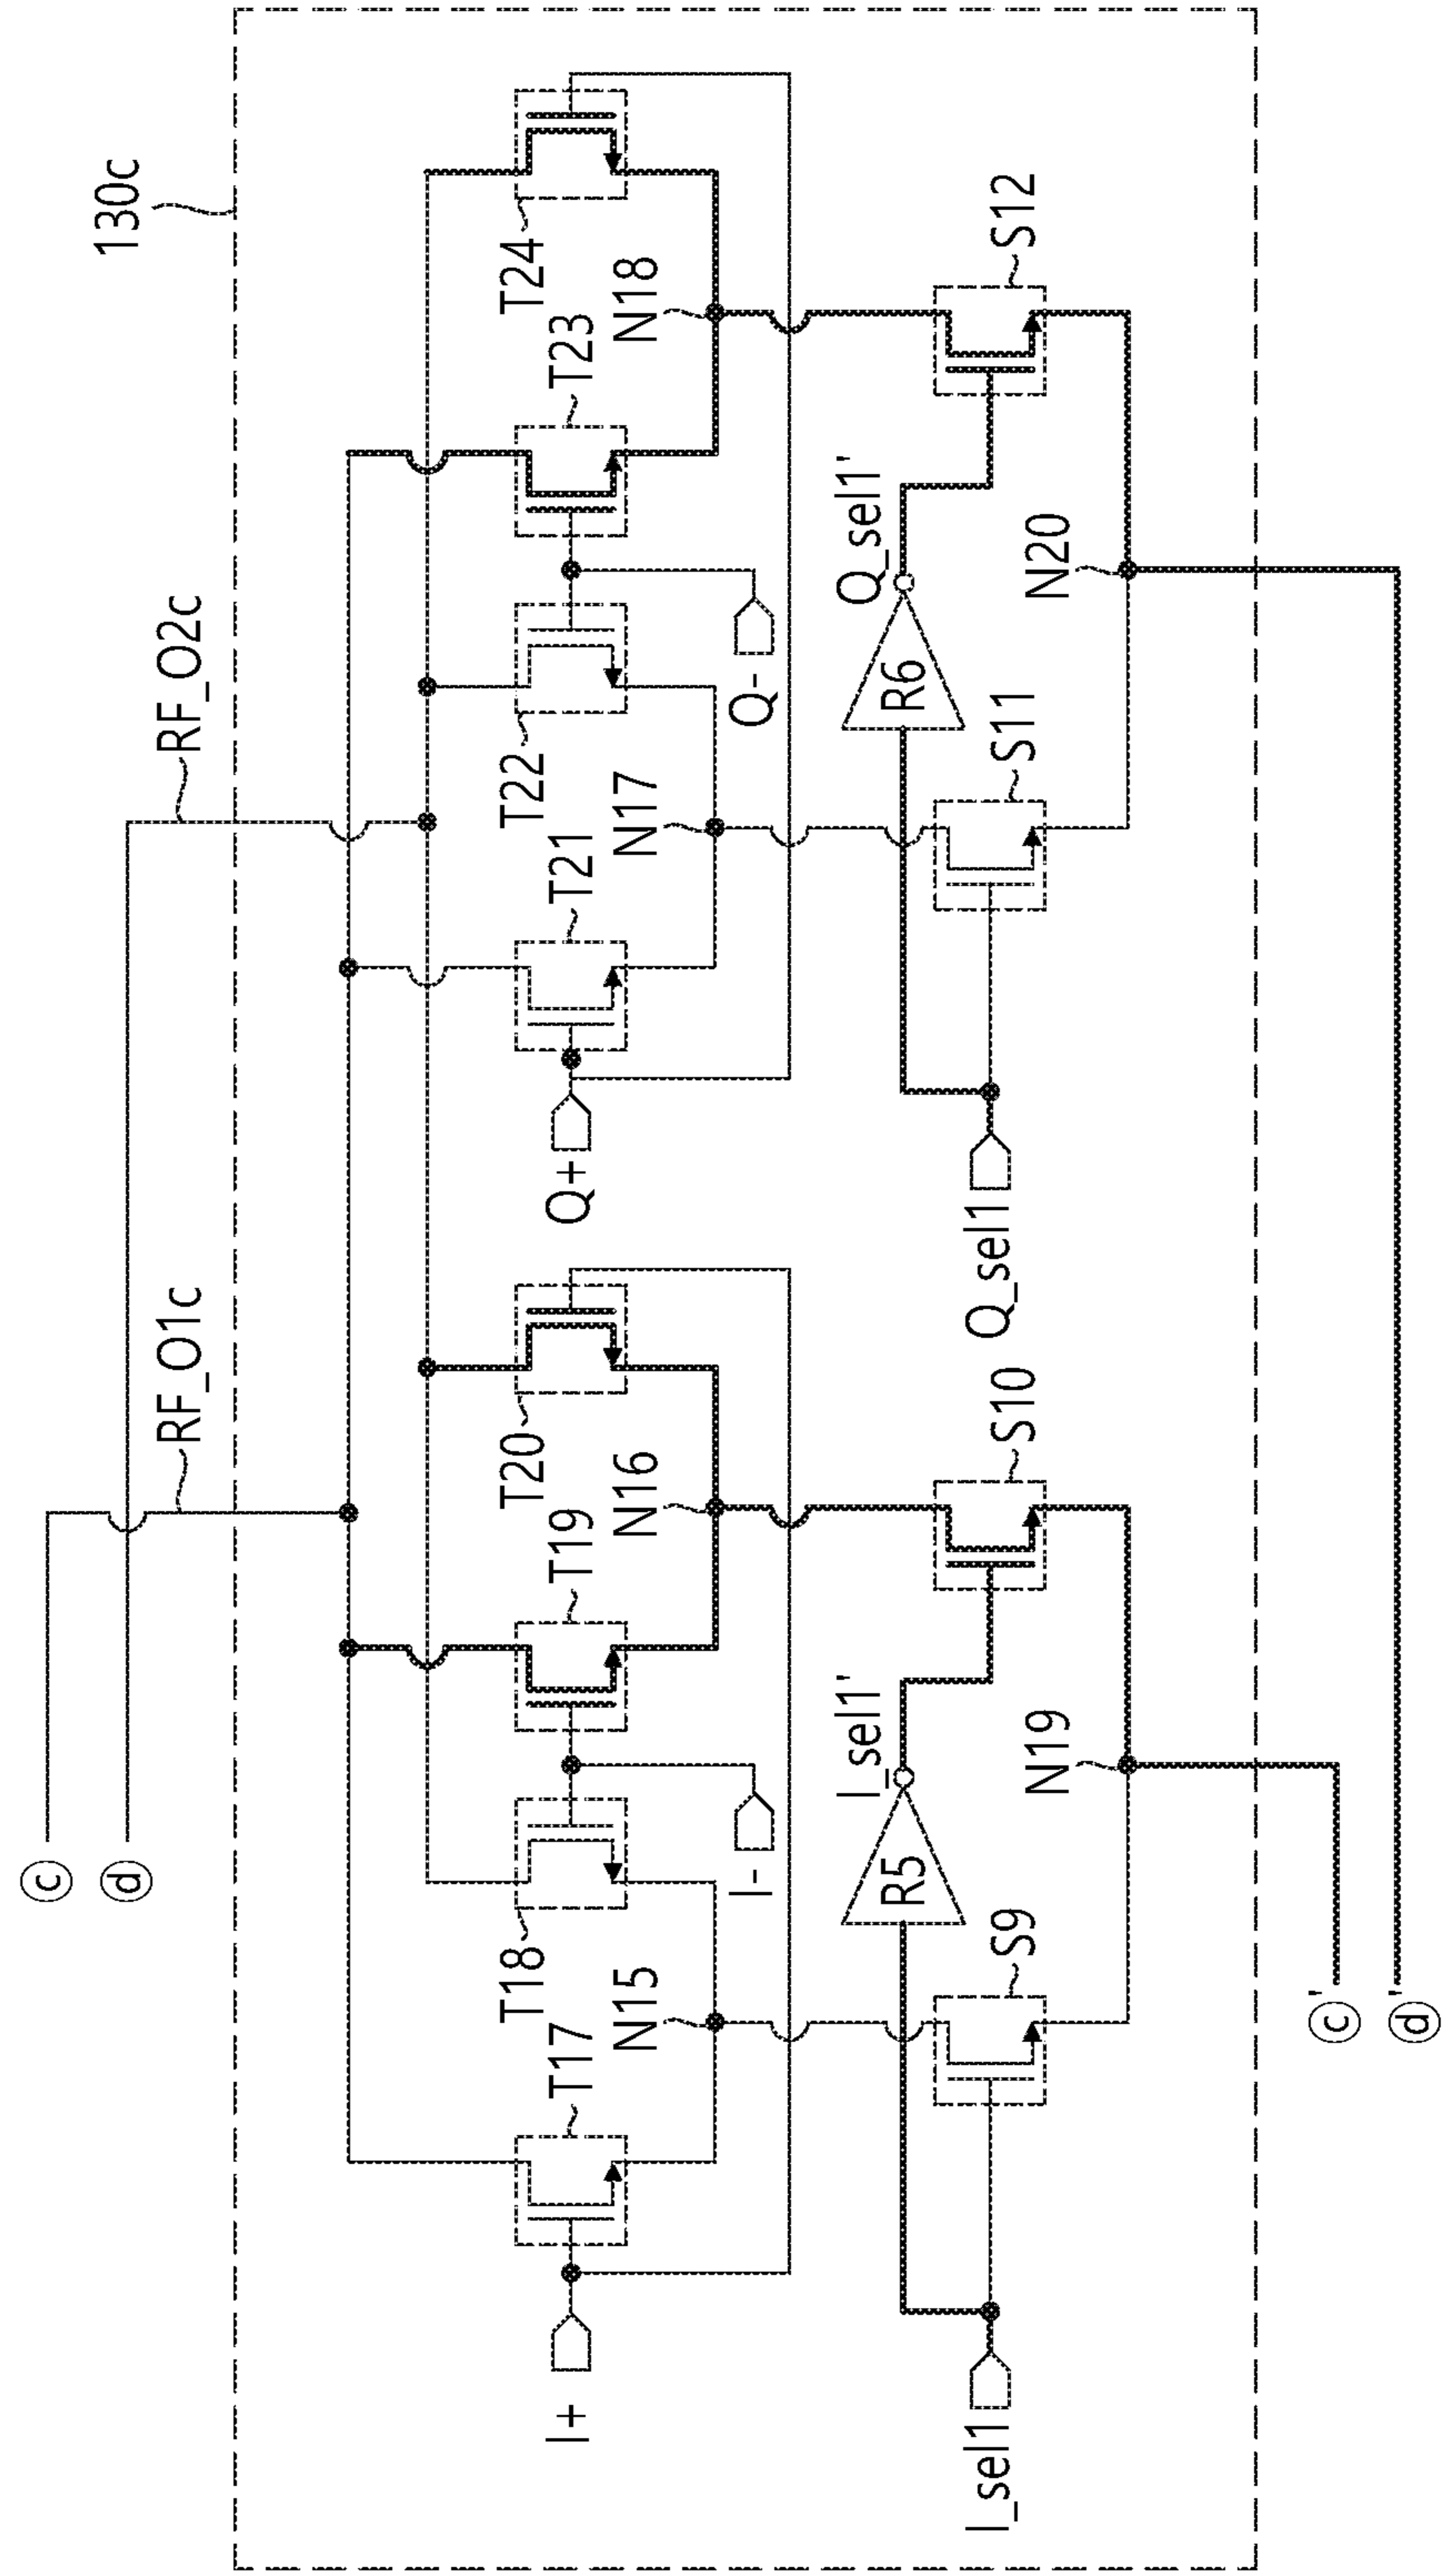 130c
RF_O1c
RF_O2c
c
d
T17
T18
T19
T20
T21
T22
T23
T24
I+
I-
Q+
Q-
N15
N16
N17
N18
I_sel1
R5
I_sel1'
Q_sel1
R6
Q_sel1'
S9
S10
S11
S12
N19
N20
c'
d'